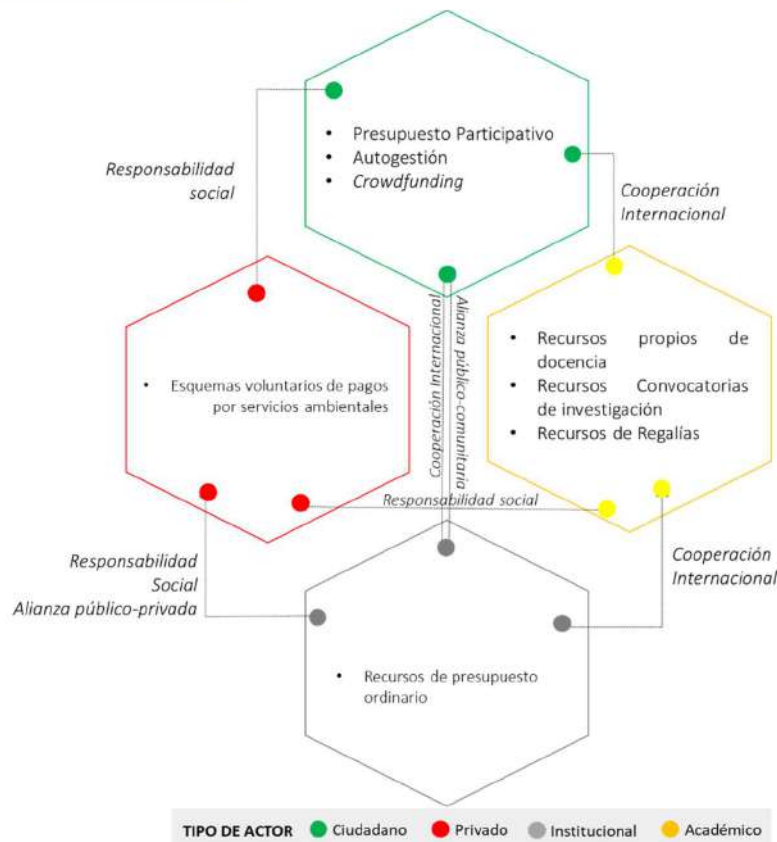 • Presupuesto Participativo
• Autogestión
• Crowdfunding
Responsabilidad
social
Cooperación
Internacional
Cooperación Internacional
Alianza público-comunitaria
• Esquemas voluntarios de pagos
por servicios ambientales
• Recursos propios de
docencia
• Recursos Convocatorias
de investigación
• Recursos de Regalías
Responsabilidad social
Responsabilidad
Social
Alianza público-privada
Cooperación
Internacional
• Recursos de presupuesto
ordinario
TIPO DE ACTOR Ciudadano Privado Institucional Académico